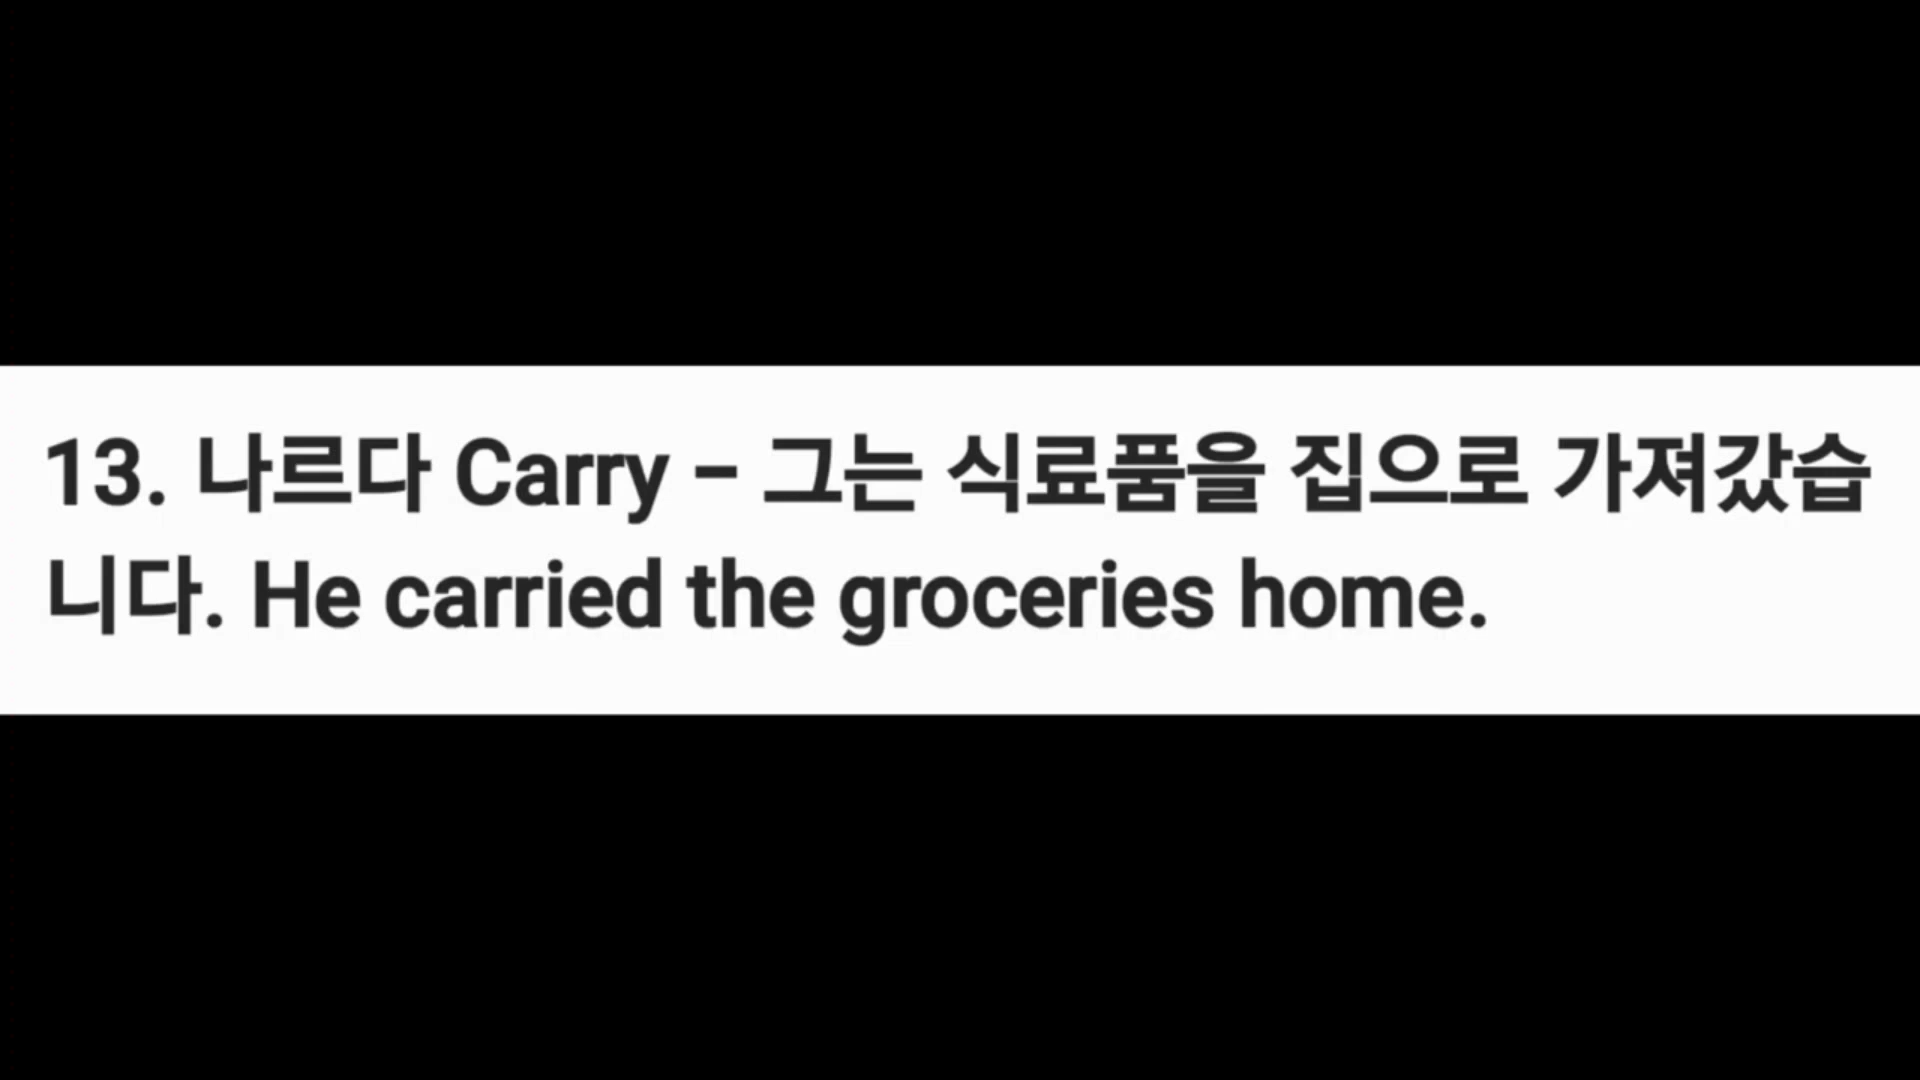 13. 나르다 Carry - 그는 식료품을 집으로 가져갔습
니다. He carried the groceries home.